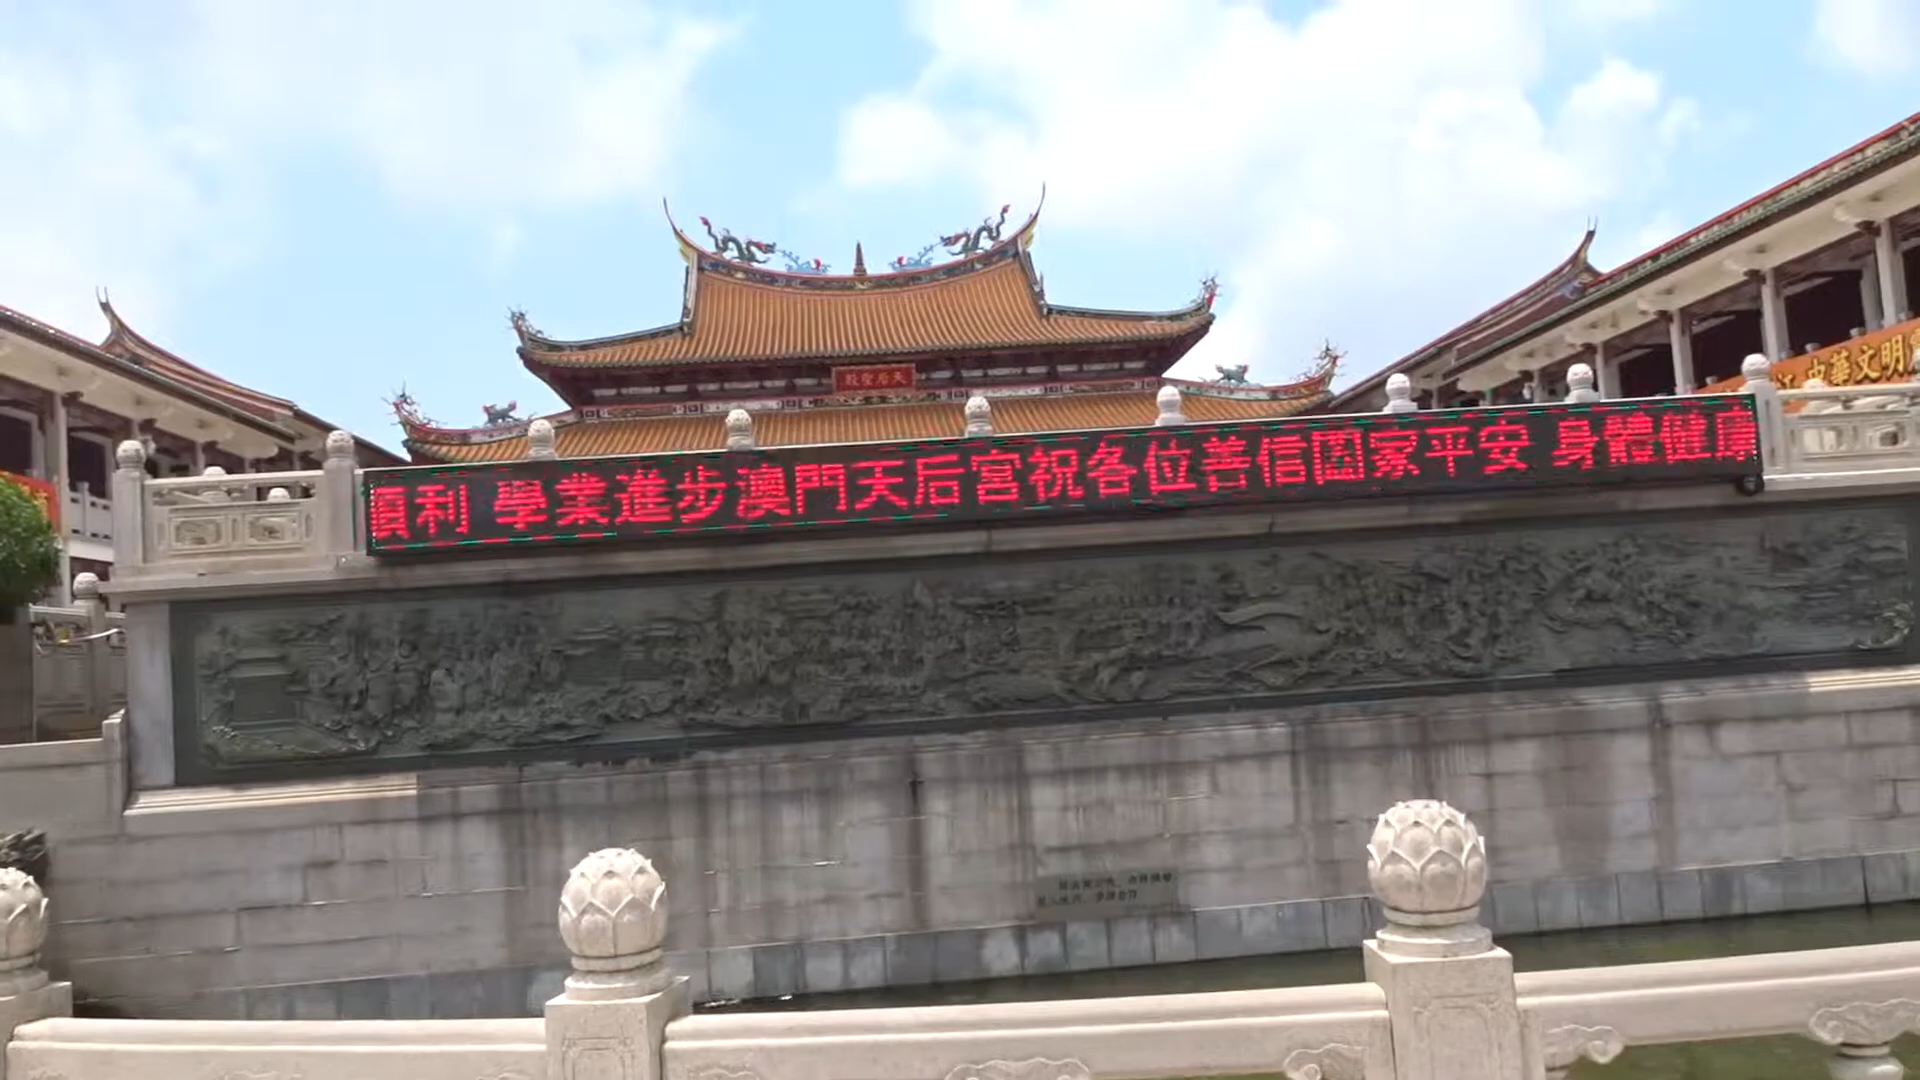 天后聖殿
中華文明
順利 學業進步澳門天后宮祝各位善信闔家平安 身體健康